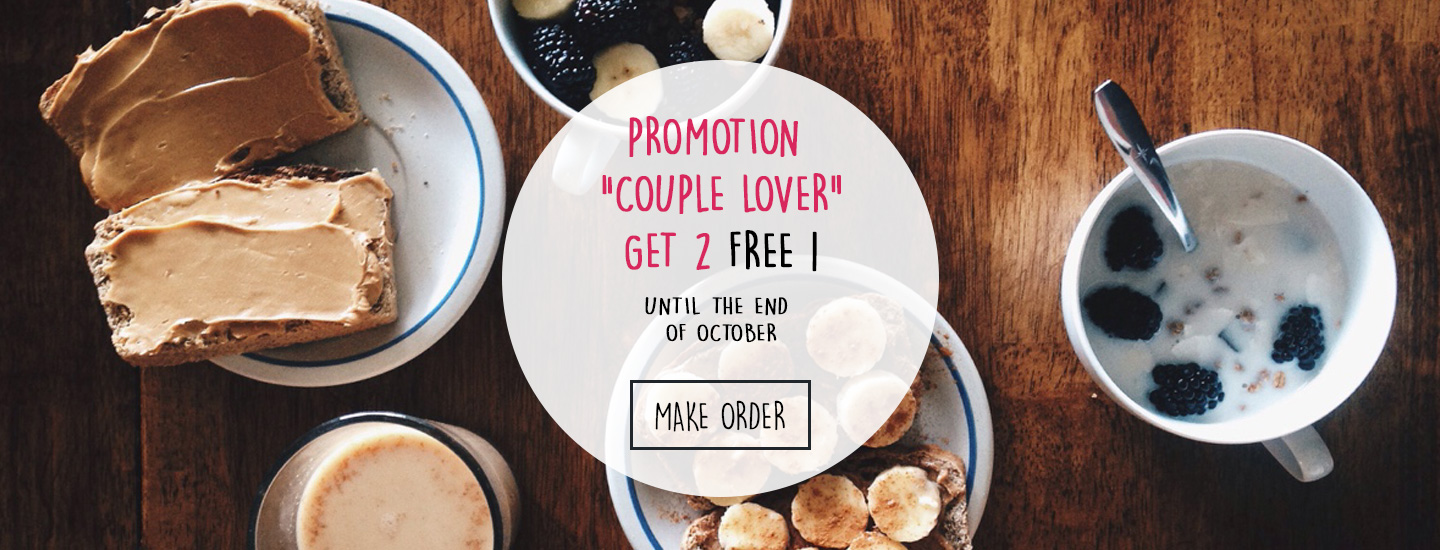 PROMOTION
"COUPLE LOVER"
GET 2 FREE 1
UNTIL THE END
OF OCTOBER
MAKE ORDER